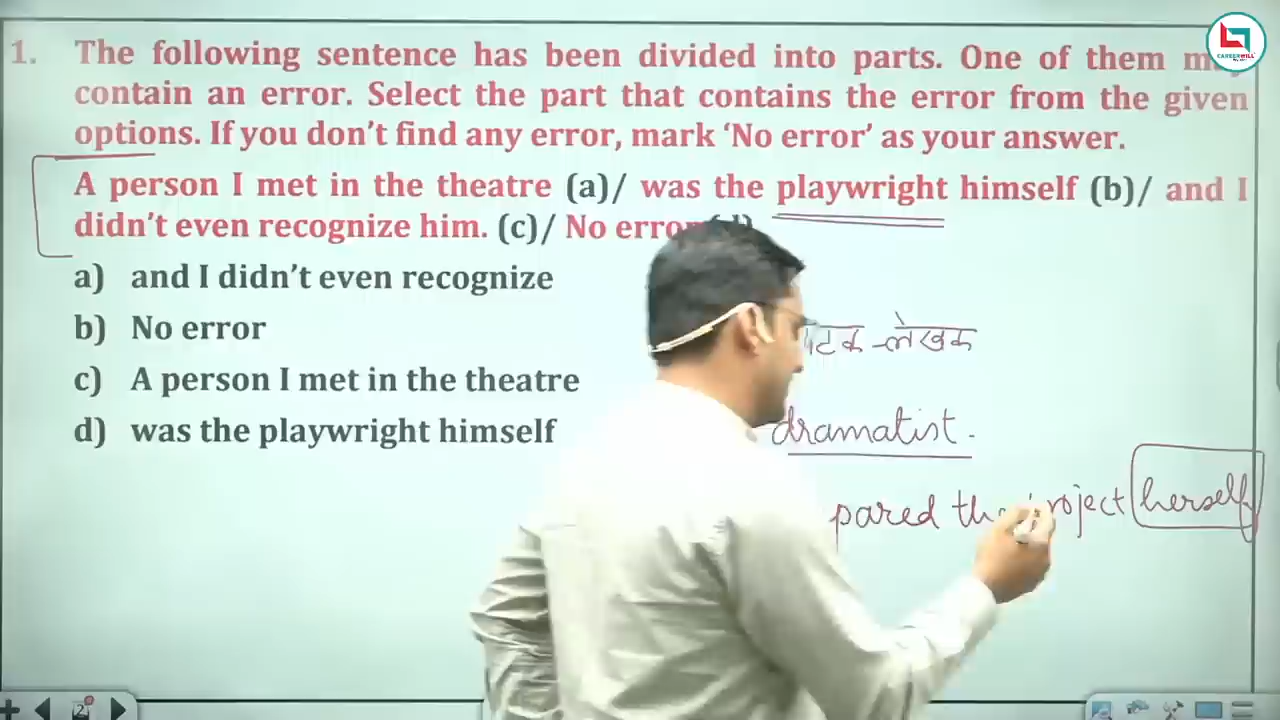 1. The following sentence has been divided into parts. One of them
contain an error. Select the part that contains the error from the given
options. If you don't find any error, mark 'No error' as your answer.
A person I met in the theatre (a)/ was the playwright himself (b)/ and I
didn't even recognize him. (c)/ No error
a) and I didn't even recognize
b) No error
c) A person I met in the theatre
d) was the playwright himself
-लेखक
dramatist.
project herself
CAREERWILL